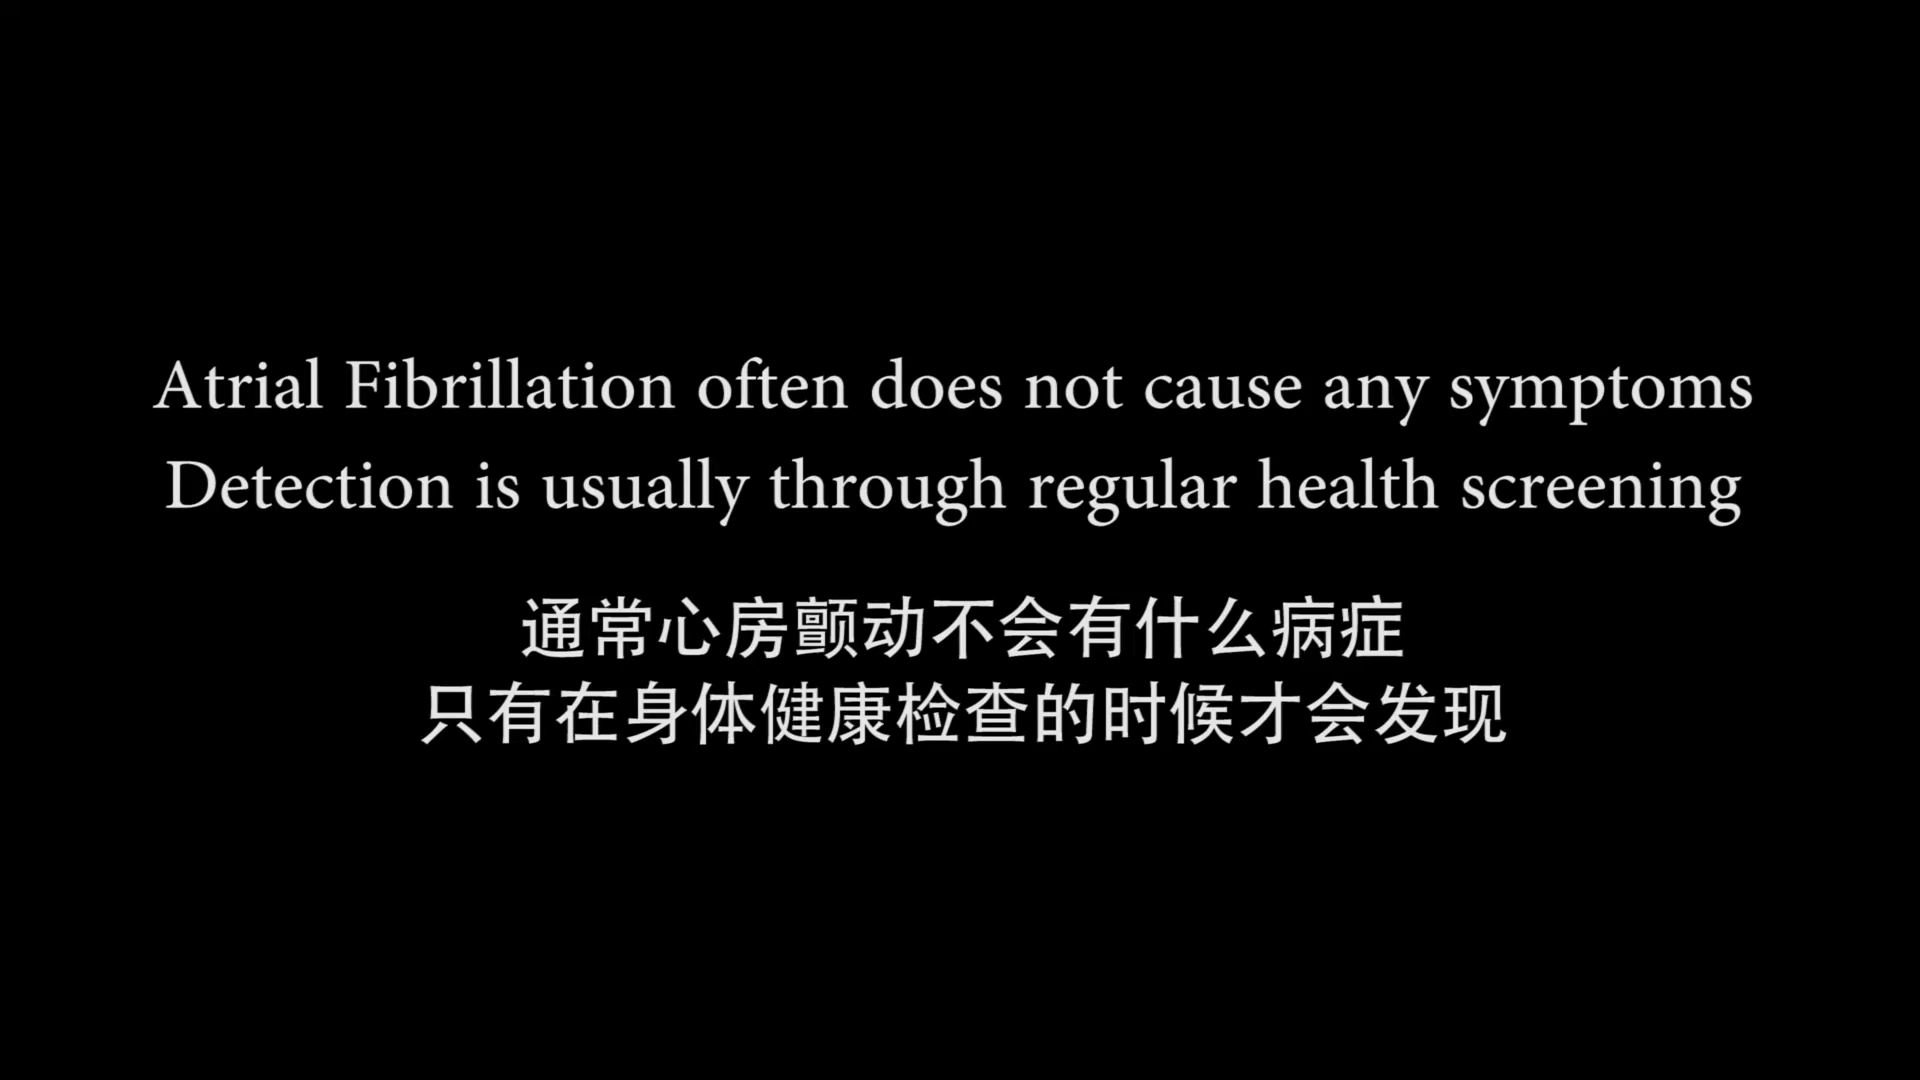 Atrial Fibrillation often does not cause any symptoms
Detection is usually through regular health screening
通常心房颤动不会有什么病症
只有在身体健康检查的时候才会发现